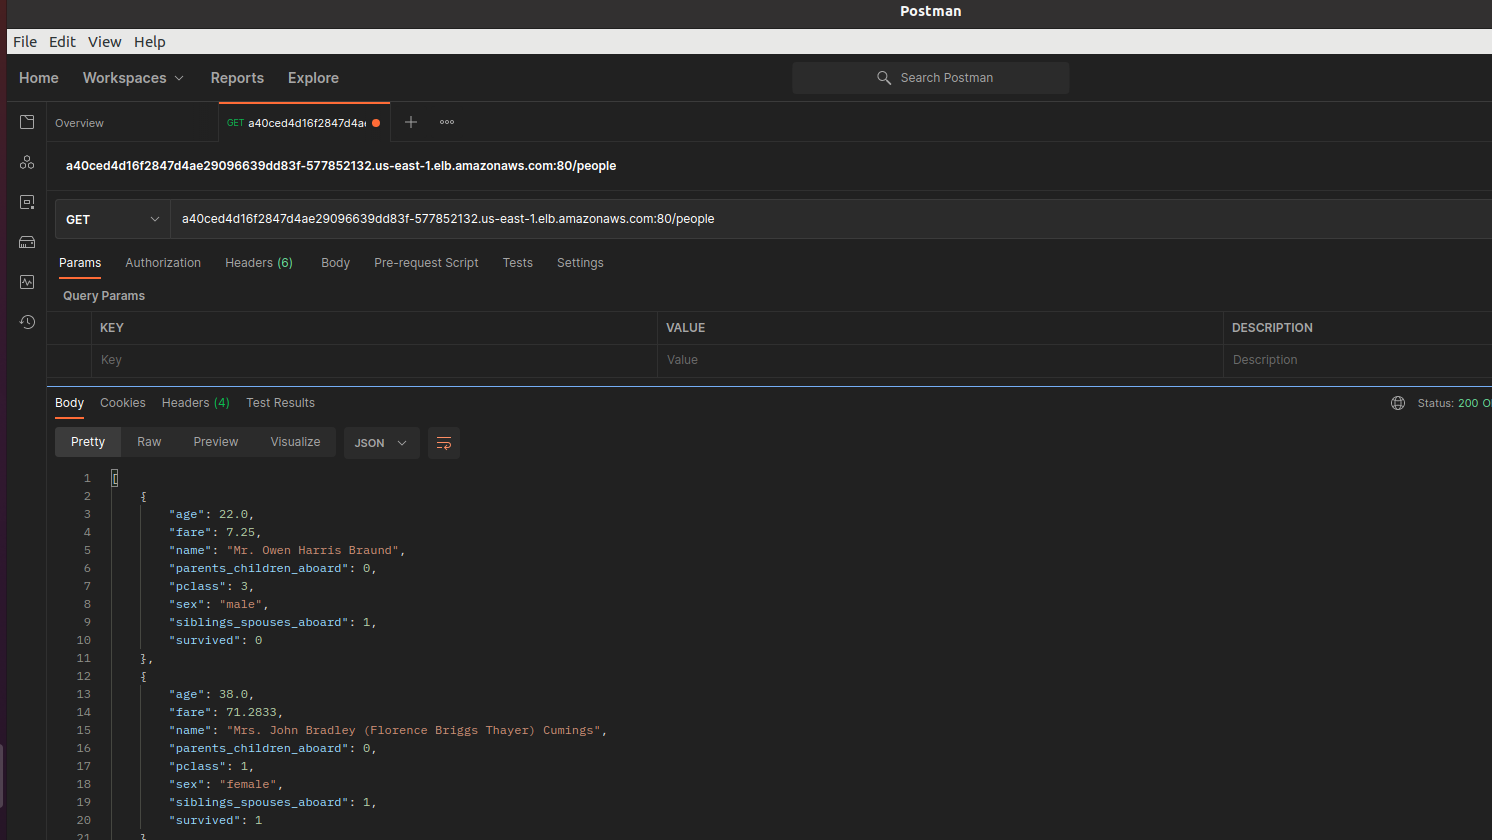 Postman
File Edit View Help
Home Workspaces Reports Explore Search Postman
Overview GET a40ced4d16f2847d4ae
a40ced4d16f2847d4ae29096639dd83f-577852132.us-east-1.elb.amazonaws.com:80/people
GET a40ced4d16f2847d4ae29096639dd83f-577852132.us-east-1.elb.amazonaws.com:80/people
Params Authorization Headers (6) Body Pre-request Script Tests Settings
Query Params
KEY VALUE DESCRIPTION
Key Value Description
Body Cookies Headers (4) Test Results Status: 200 O
Pretty Raw Preview Visualize JSON
1 [
2 {
3 "age": 22.0,
4 "fare": 7.25,
5 "name": "Mr. Owen Harris Braund",
6 "parents_children_aboard": 0,
7 "pclass": 3,
8 "sex": "male",
9 "siblings_spouses_aboard": 1,
10 "survived": 0
11 },
12 {
13 "age": 38.0,
14 "fare": 71.2833,
15 "name": "Mrs. John Bradley (Florence Briggs Thayer) Cumings",
16 "parents_children_aboard": 0,
17 "pclass": 1,
18 "sex": "female",
19 "siblings_spouses_aboard": 1,
20 "survived": 1
21 }